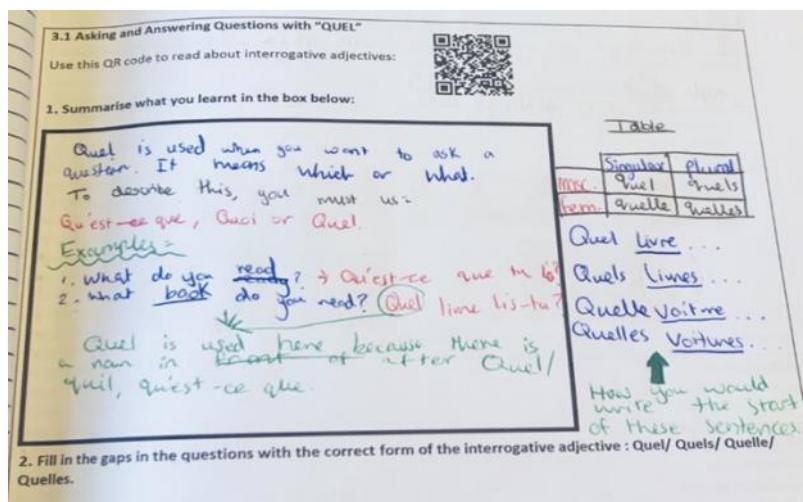 3.1 Asking and Answering Questions with "QUEL"
Use this QR code to read about interrogative adjectives:
1. Summarise what you learnt in the box below:
Quel is used when you want to ask a
question. It means which or what.
To describe this, you must us:
Qu'est-ce que, Quoi or Quel.
Examples:
1. What do you read? → Qu'est-ce que tu lis?
2. What book do you read? Quel livre lis-tu?
Quel is used here because there is
a noun in front of after Quel/
quil, qu'est-ce que.
Table
Singular Plural
Masc. quel quels
Fem. quelle quelles
Quel Livre...
Quels Livres...
Quelle Voiture...
Quelles Voitures...
How you would
write the start
of these sentences
2. Fill in the gaps in the questions with the correct form of the interrogative adjective : Quel/ Quels/ Quelle/
Quelles.